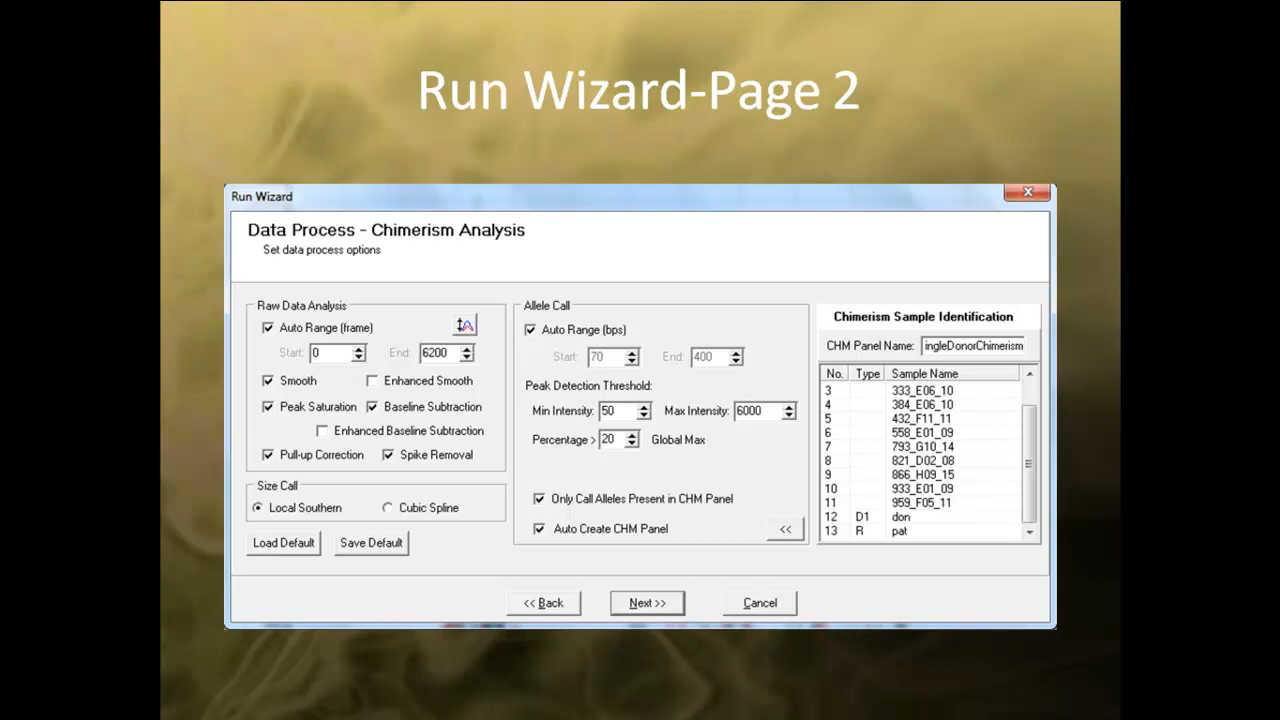 Run Wizard-Page 2
Run Wizard
Data Process - Chimerism Analysis
Set data process options
Raw Data Analysis
Auto Range (frame)
Start: 0 End: 6200
Smooth Enhanced Smooth
Peak Saturation Baseline Subtraction
Enhanced Baseline Subtraction
Pull-up Correction Spike Removal
Size Call
Local Southern Cubic Spline
Load Default Save Default
Allele Call
Auto Range (bps)
Start: 70 End: 400
Peak Detection Threshold:
Min Intensity: 50 Max Intensity: 6000
Percentage > 20 Global Max
Only Call Alleles Present in CHM Panel
Auto Create CHM Panel <<
Chimerism Sample Identification
CHM Panel Name: ingleDonorChimerism
No. Type Sample Name
3 333_E06_10
4 384_E06_10
5 432_F11_11
6 558_E01_09
7 793_G10_14
8 821_D02_08
9 866_H09_15
10 933_E01_09
11 959_F05_11
12 D1 don
13 R pat
<< Back Next >> Cancel